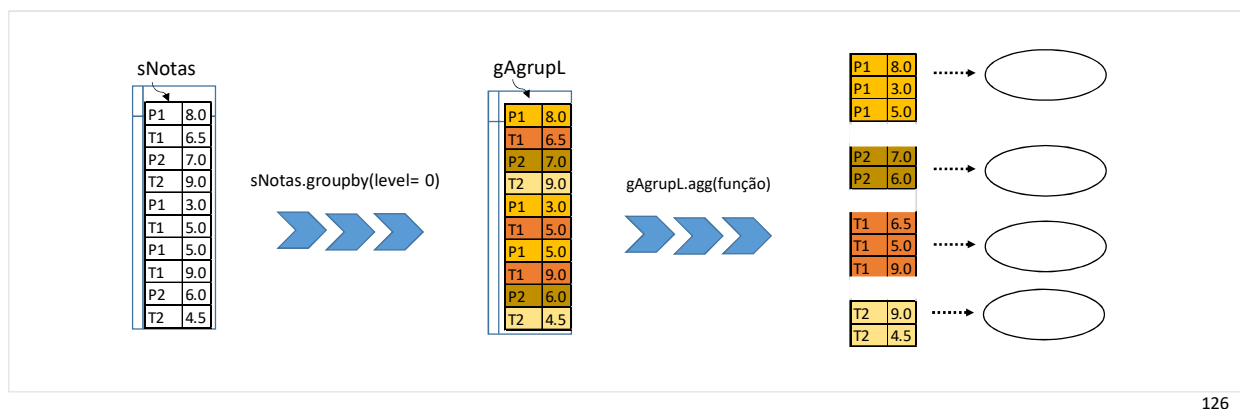 sNotas
P1 8.0
T1 6.5
P2 7.0
T2 9.0
P1 3.0
T1 5.0
P1 5.0
T1 9.0
P2 6.0
T2 4.5
sNotas.groupby(level= 0)
gAgrupL
P1 8.0
T1 6.5
P2 7.0
T2 9.0
P1 3.0
T1 5.0
P1 5.0
T1 9.0
P2 6.0
T2 4.5
gAgrupL.agg(função)
P1 8.0
P1 3.0
P1 5.0
P2 7.0
P2 6.0
T1 6.5
T1 5.0
T1 9.0
T2 9.0
T2 4.5
126